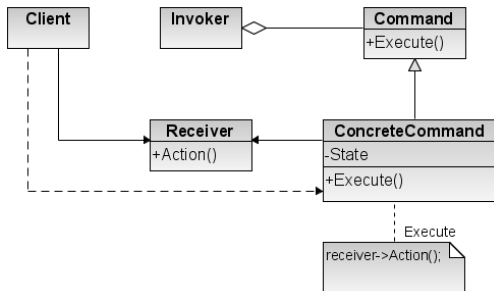 Client
Invoker
Command
+Execute()
Receiver
+Action()
ConcreteCommand
-State
+Execute()
Execute
receiver->Action();